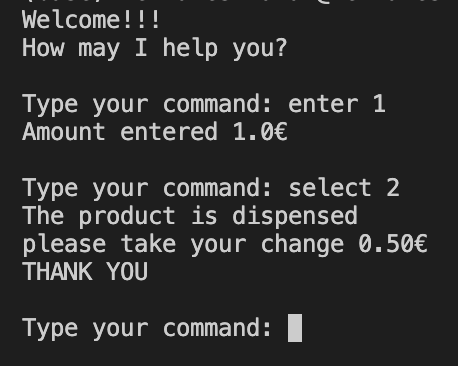 Welcome!!!
How may I help you?
Type your command: enter 1
Amount entered 1.0€
Type your command: select 2
The product is dispensed
please take your change 0.50€
THANK YOU
Type your command: